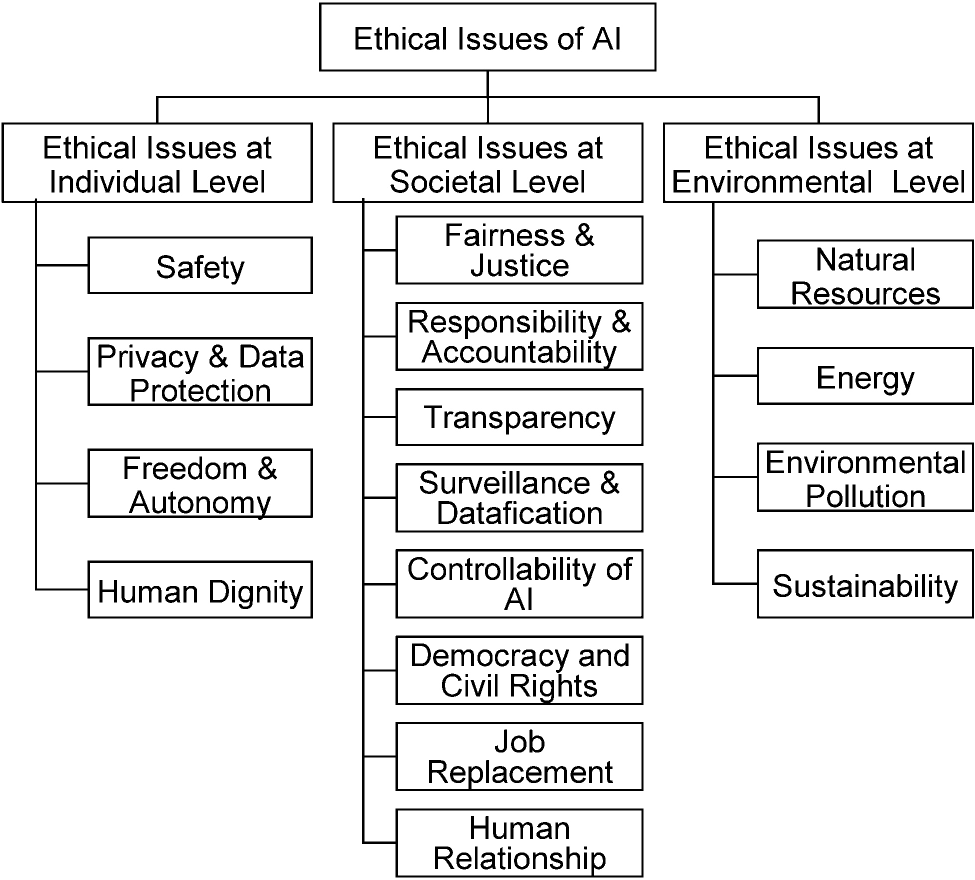 Ethical Issues of AI
Ethical Issues at
Individual Level
Safety
Privacy & Data
Protection
Freedom &
Autonomy
Human Dignity
Ethical Issues at
Societal Level
Fairness &
Justice
Responsibility &
Accountability
Transparency
Surveillance &
Datafication
Controllability of
AI
Democracy and
Civil Rights
Job
Replacement
Human
Relationship
Ethical Issues at
Environmental Level
Natural
Resources
Energy
Environmental
Pollution
Sustainability